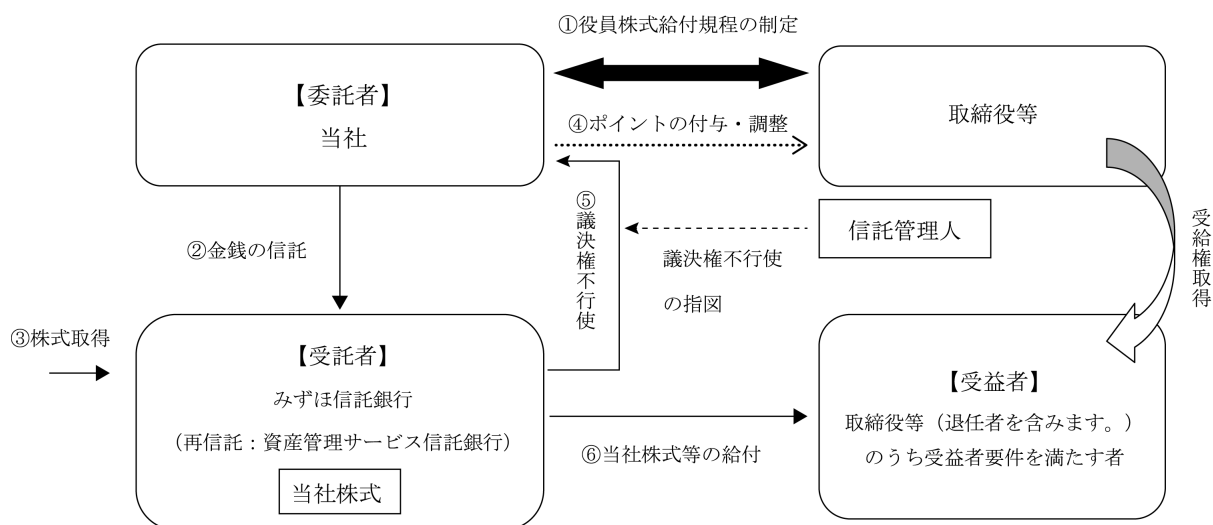 ①役員株式給付規程の制定
【委託者】
当社
取締役等
④ポイントの付与・調整
②金銭の信託
⑤議決権不行使
信託管理人
議決権不行使
の指図
受給権取得
③株式取得
【受託者】
みずほ信託銀行
（再信託：資産管理サービス信託銀行）
当社株式
⑥当社株式等の給付
【受益者】
取締役等（退任者を含みます。）
のうち受益者要件を満たす者